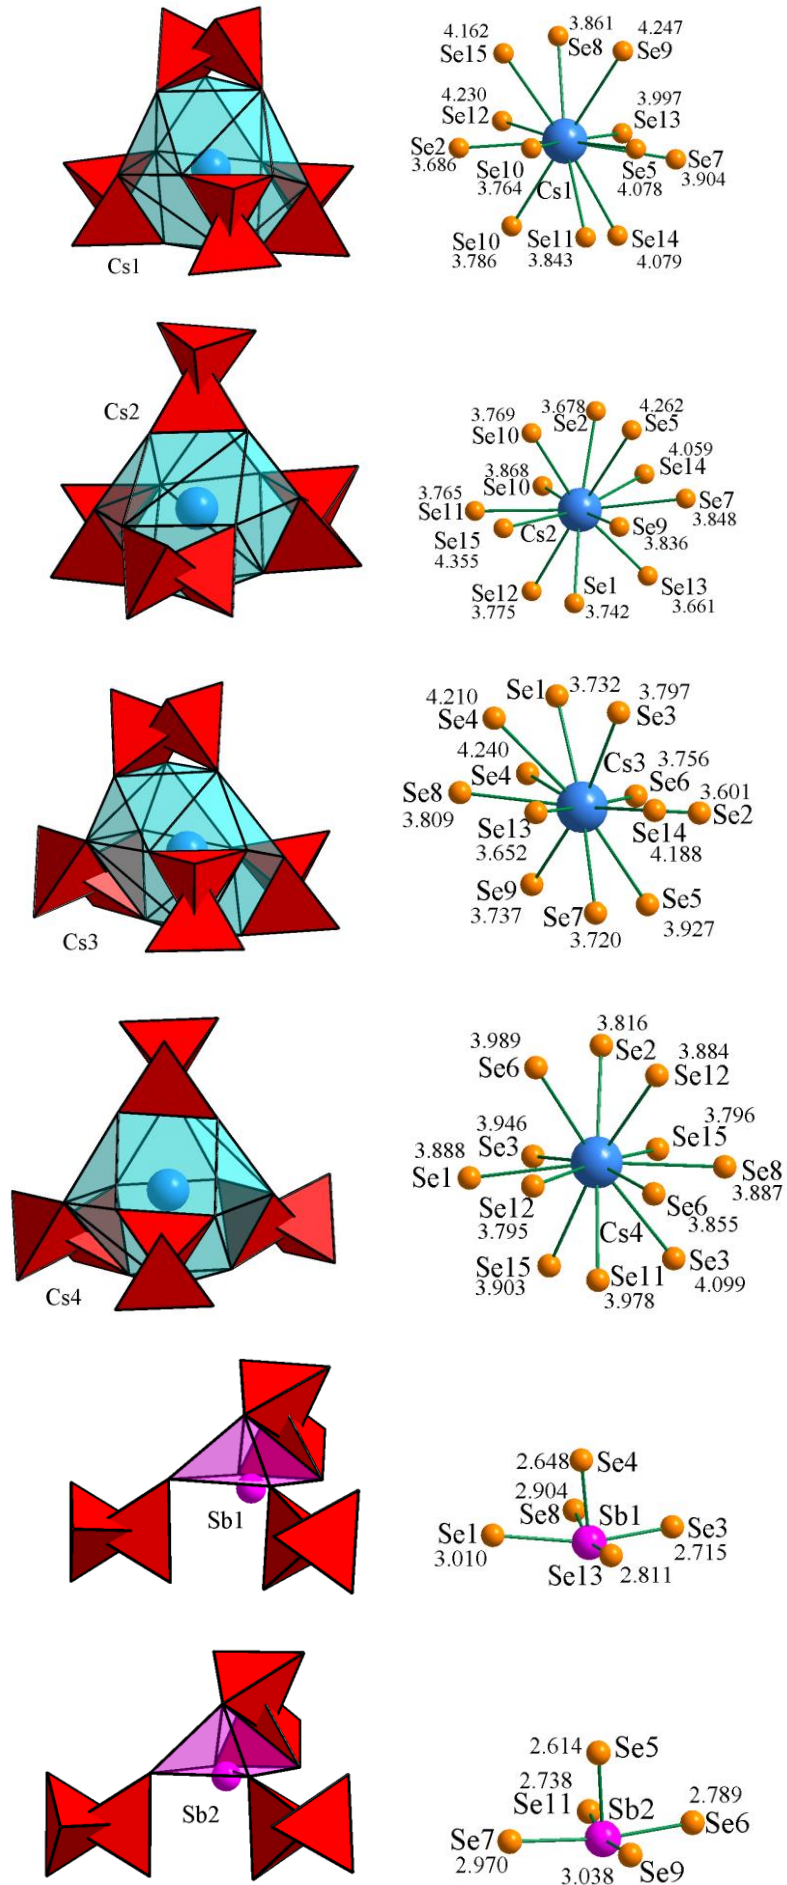 4.162
3.861
4.247
Se15
Se8
Se9
4.230
3.997
Se12
Se13
Se2
3.686
Se10
3.764
Cs1
Se5
4.078
Se7
3.904
Se10
3.786
Se11
3.843
Se14
4.079
Cs1
Cs2
3.769
3.678
4.262
Se10
Se2
Se5
4.059
Se14
3.868
Se10
3.765
Se11
Se7
3.848
Se15
4.355
Cs2
Se9
3.836
Se12
3.775
Se1
3.742
Se13
3.661
4.210
Se4
Se1
3.732
3.797
Se3
4.240
Se4
Cs3
3.756
Se6
3.601
Se2
Se8
3.809
Se13
3.652
Se14
4.188
Se9
3.737
Se7
3.720
Se5
3.927
Cs3
3.989
Se6
3.816
Se2
3.884
Se12
3.946
Se3
3.796
Se15
3.888
Se1
Se8
3.887
Se12
3.795
Se6
3.855
Cs4
Se15
3.903
Se11
3.978
Se3
4.099
Cs4
Sb1
2.648
Se4
2.904
Se8
Sb1
Se1
3.010
Se3
2.715
Se13
2.811
Sb2
2.614
Se5
2.738
Se11
Sb2
2.789
Se6
Se7
2.970
3.038
Se9